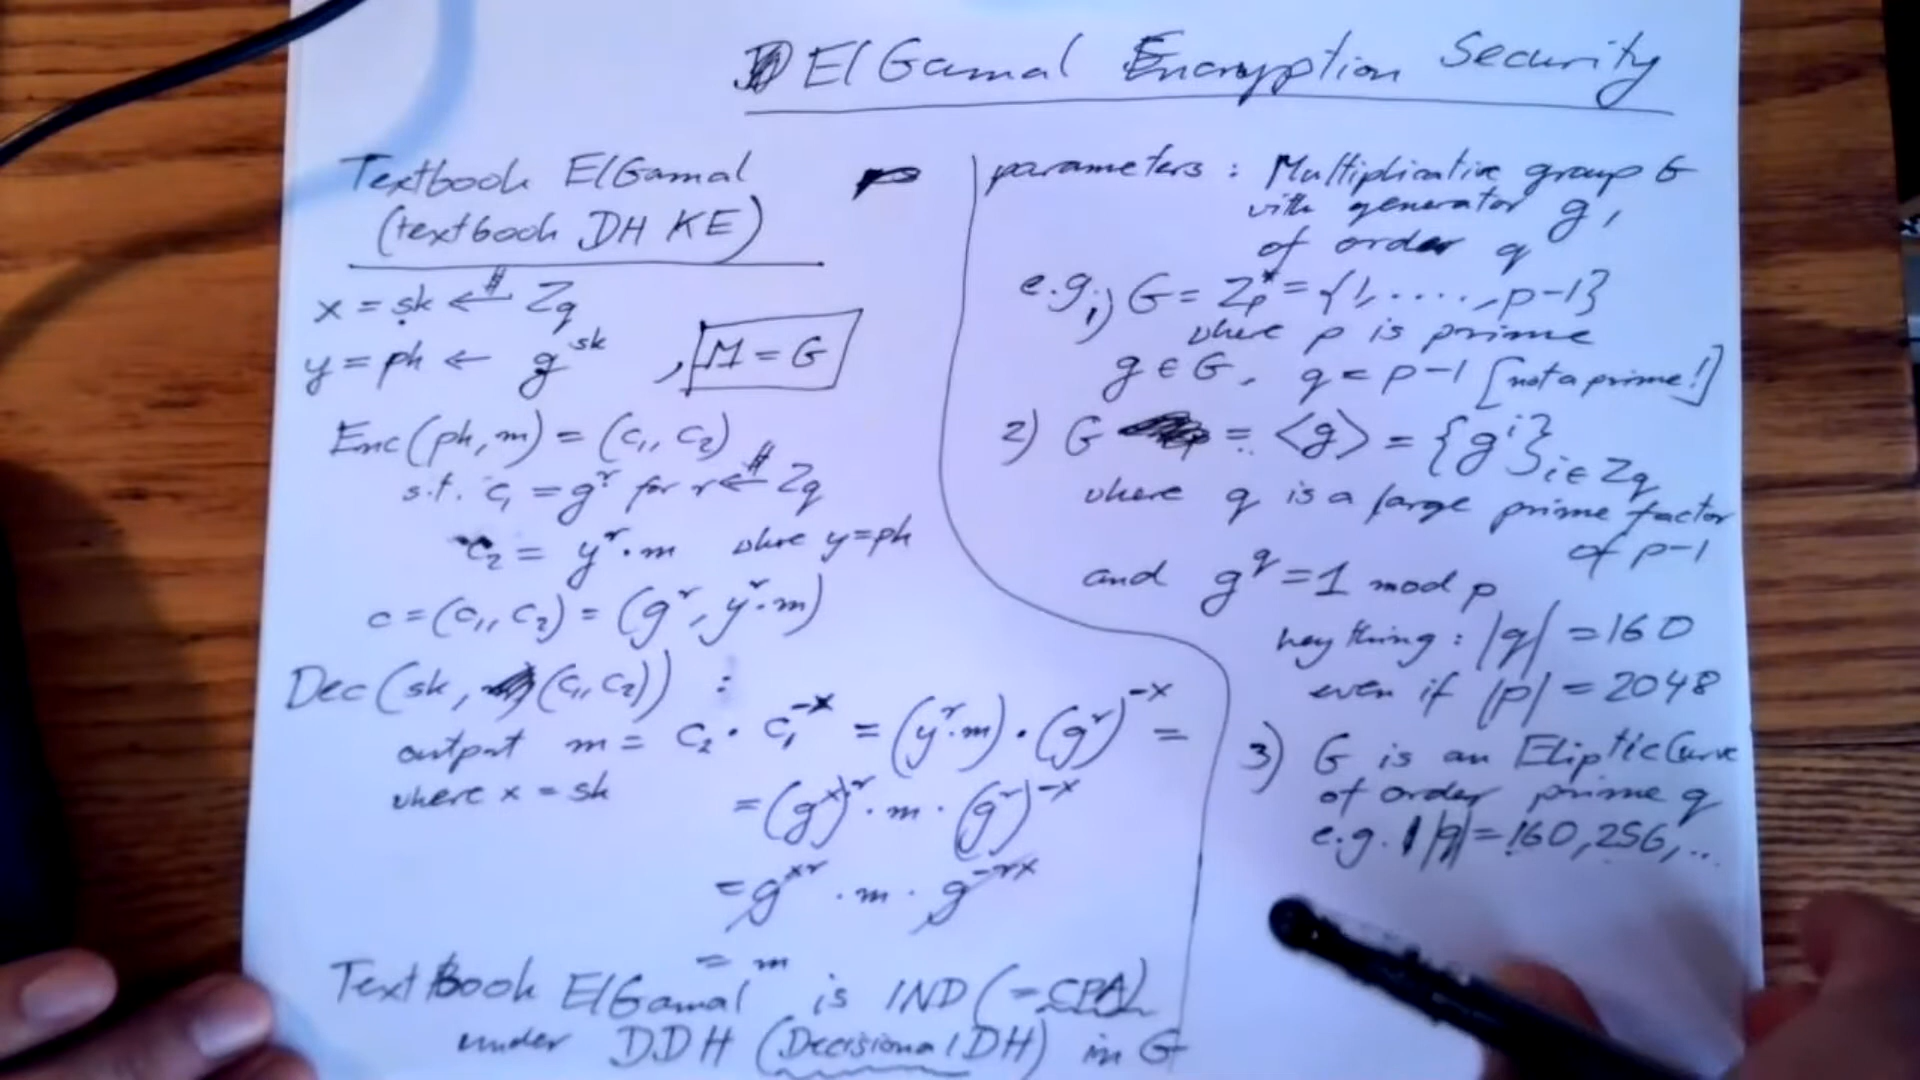 ElGamal Encryption Security
Textbook ElGamal
(textbook DH KE)
x = sk ←$ Zq
y = pk ← g^sk , M = G
Enc(pk, m) = (c₁, c₂)
s.t. c₁ = g^r for r ←$ Zq
c₂ = y^r · m where y=pk
c = (c₁, c₂) = (g^r, y^r · m)
Dec(sk, (c₁, c₂)) :
output m = c₂ · c₁^-x = (y^r · m) · (g^r)^-x =
where x = sk
= (g^x)^r · m · (g^r)^-x
= g^xr · m · g^-rx
= m
Textbook ElGamal is IND (=CPA)
under DDH (Decisional DH) in G
parameters : Multiplicative group G
with generator g,
of order q
e.g. 1) G = Zp* = {1, ...., p-1}
where p is prime
g ∈ G, q = p-1 [not a prime!]
2) G = <g> = {g^i} i ∈ Zq
where q is a large prime factor
of p-1
and g^q = 1 mod p
key thing : |q| = 160
even if |p| = 2048
3) G is an Eliptic Curve
of order prime q
e.g. |q| = 160, 256, ...